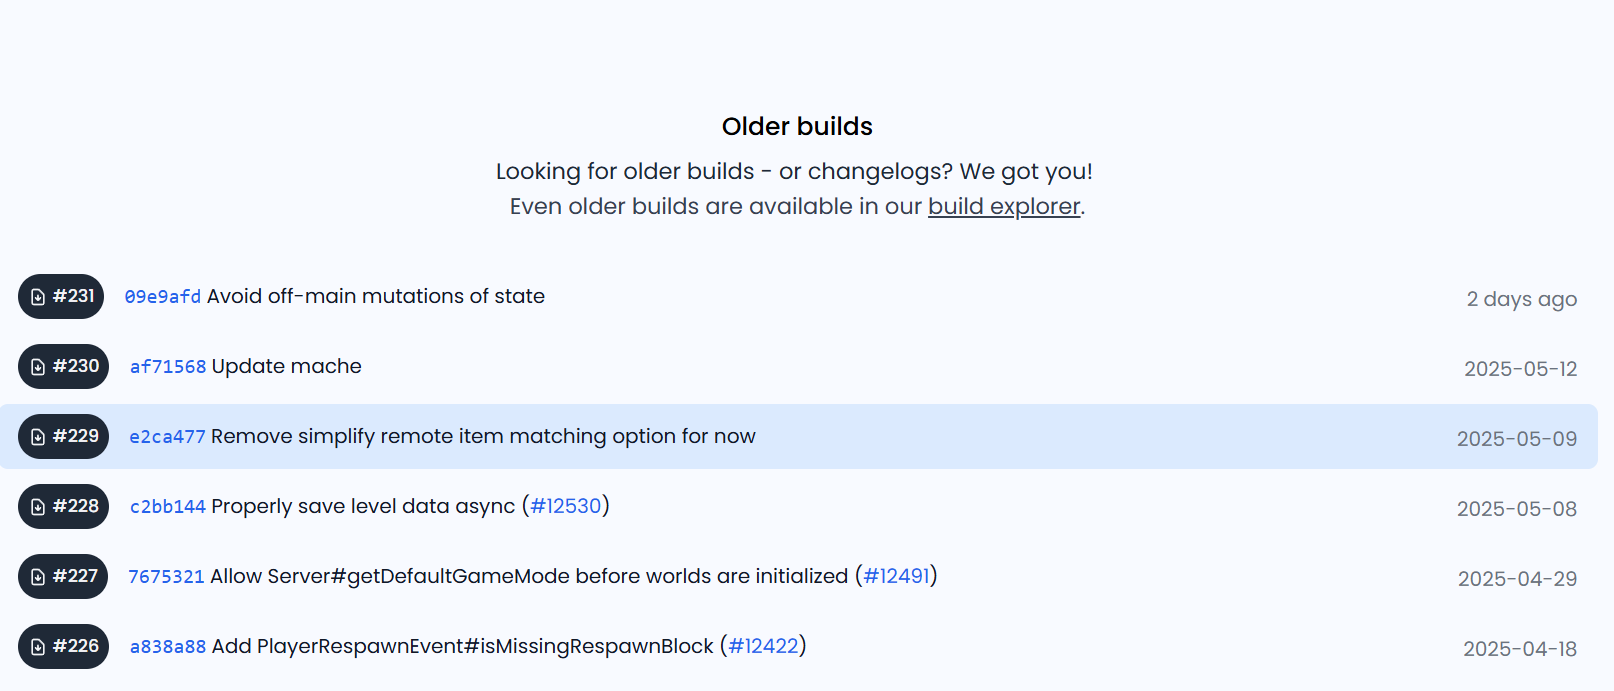 Older builds
Looking for older builds - or changelogs? We got you!
Even older builds are available in our build explorer.
#231 09e9afd Avoid off-main mutations of state 2 days ago
#230 af71568 Update mache 2025-05-12
#229 e2ca477 Remove simplify remote item matching option for now 2025-05-09
#228 c2bb144 Properly save level data async (#12530) 2025-05-08
#227 7675321 Allow Server#getDefaultGameMode before worlds are initialized (#12491) 2025-04-29
#226 a838a88 Add PlayerRespawnEvent#isMissingRespawnBlock (#12422) 2025-04-18